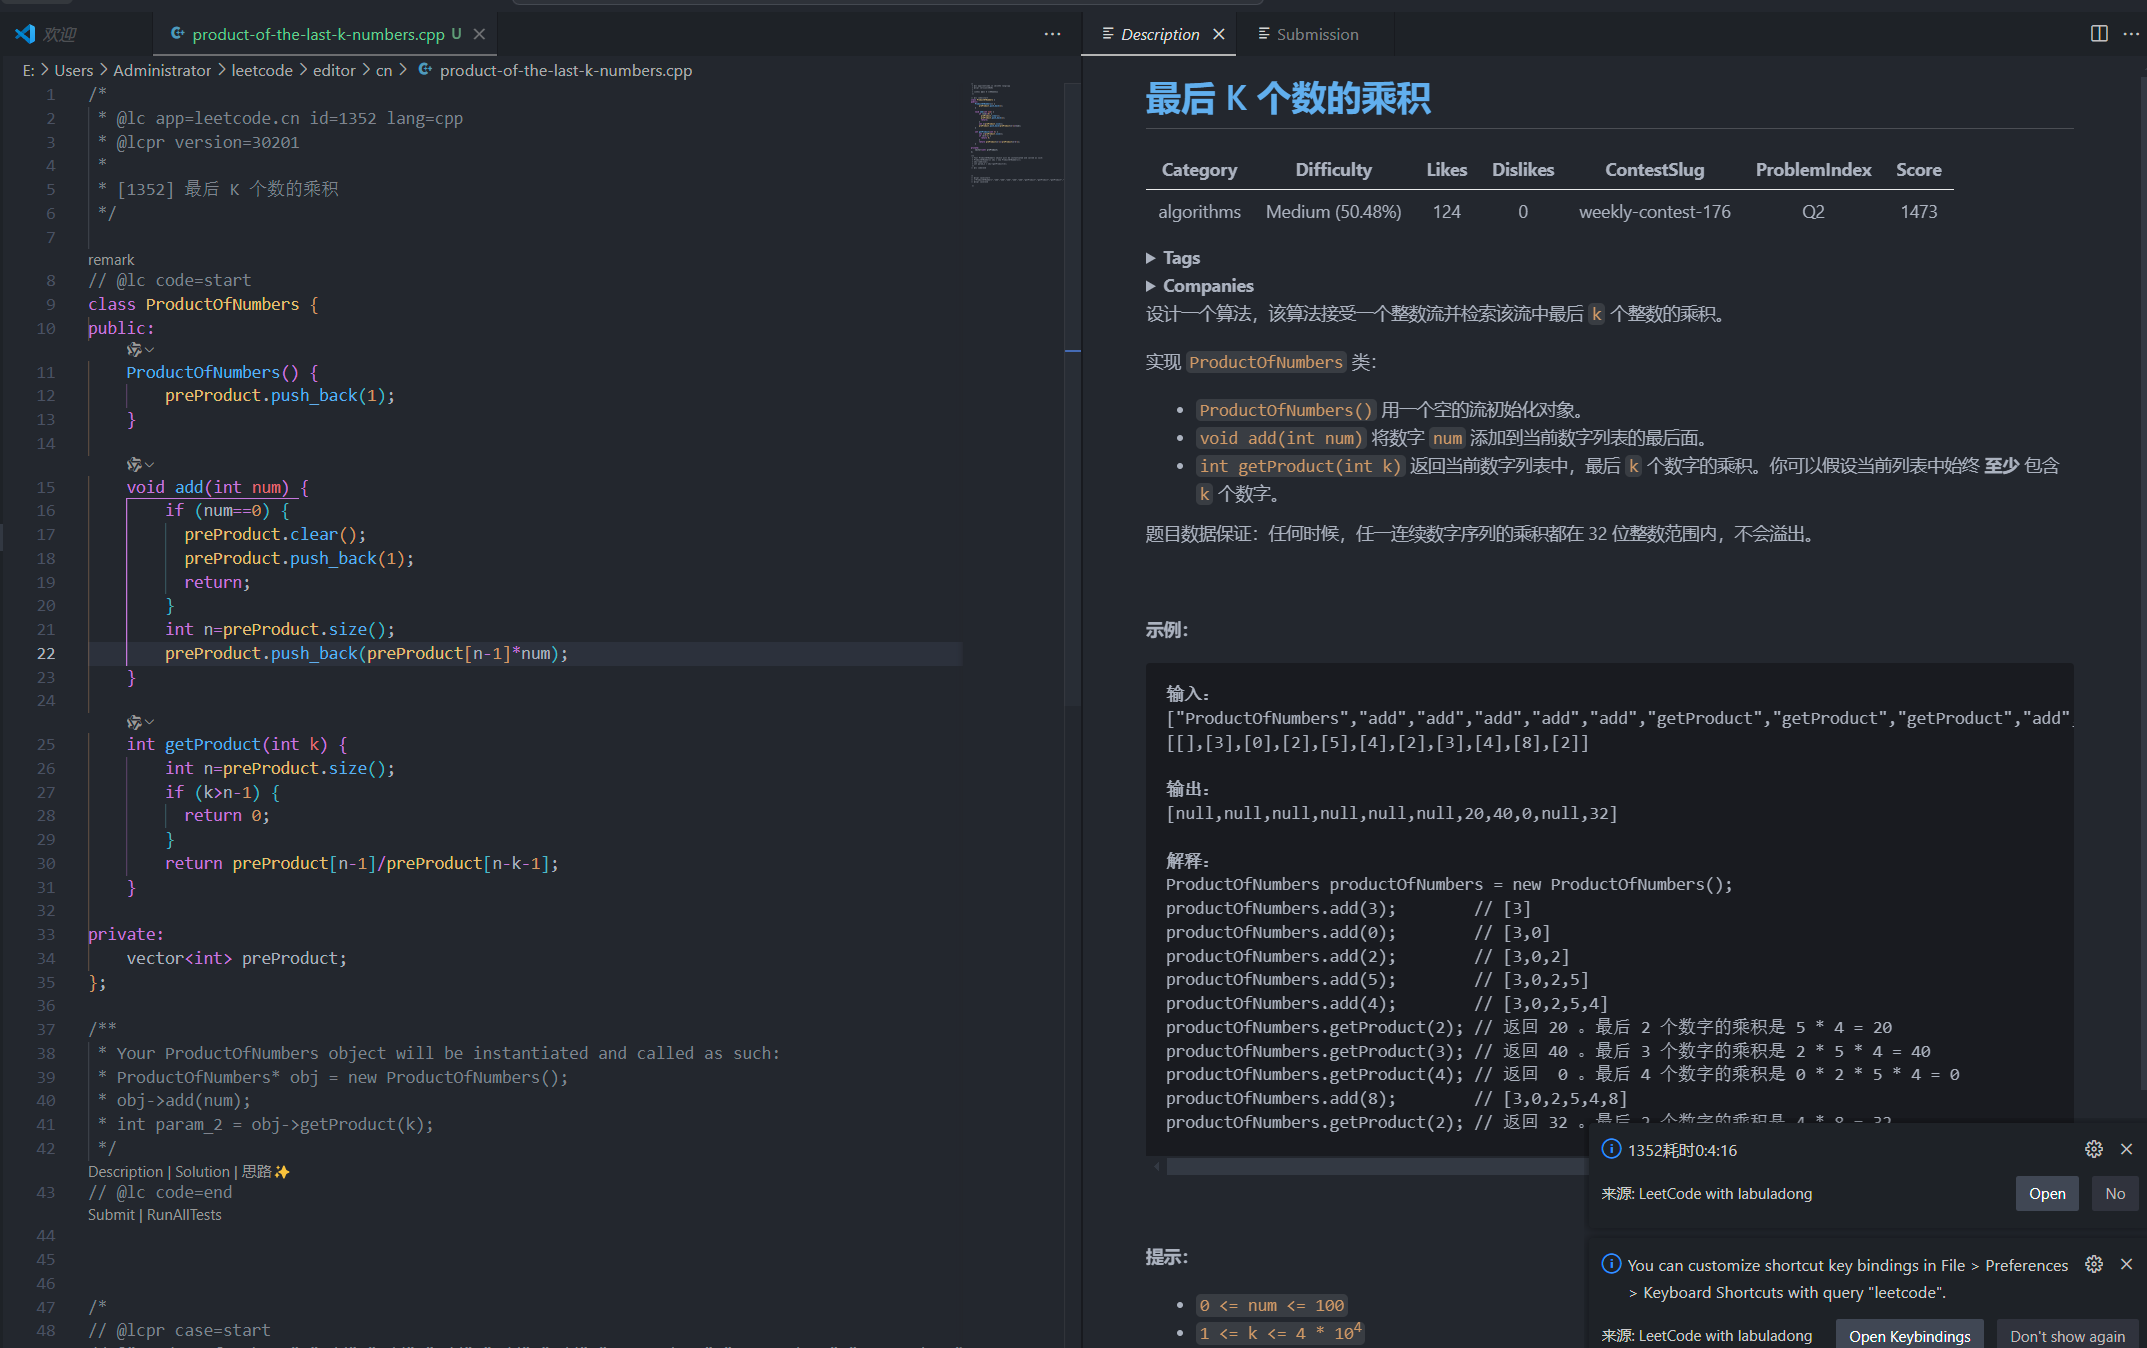 欢迎
product-of-the-last-k-numbers.cpp U
Description
Submission
E: > Users > Administrator > leetcode > editor > cn > product-of-the-last-k-numbers.cpp
1 /*
2 * @lc app=leetcode.cn id=1352 lang=cpp
3 * @lcpr version=30201
4 *
5 * [1352] 最后 K 个数的乘积
6 */
7
remark
8 // @lc code=start
9 class ProductOfNumbers {
10 public:
11 ProductOfNumbers() {
12 preProduct.push_back(1);
13 }
14
15 void add(int num) {
16 if (num==0) {
17 preProduct.clear();
18 preProduct.push_back(1);
19 return;
20 }
21 int n=preProduct.size();
22 preProduct.push_back(preProduct[n-1]*num);
23 }
24
25 int getProduct(int k) {
26 int n=preProduct.size();
27 if (k>n-1) {
28 return 0;
29 }
30 return preProduct[n-1]/preProduct[n-k-1];
31 }
32
33 private:
34 vector<int> preProduct;
35 };
36
37 /**
38 * Your ProductOfNumbers object will be instantiated and called as such:
39 * ProductOfNumbers* obj = new ProductOfNumbers();
40 * obj->add(num);
41 * int param_2 = obj->getProduct(k);
42 */
Description | Solution | 思路✨
43 // @lc code=end
Submit | RunAllTests
44
45
46
47 /*
48 // @lcpr case=start
最后 K 个数的乘积
Category Difficulty Likes Dislikes ContestSlug ProblemIndex Score
algorithms Medium (50.48%) 124 0 weekly-contest-176 Q2 1473
▶ Tags
▶ Companies
设计一个算法，该算法接受一个整数流并检索该流中最后 k 个整数的乘积。
实现 ProductOfNumbers 类：
• ProductOfNumbers() 用一个空的流初始化对象。
• void add(int num) 将数字 num 添加到当前数字列表的最后面。
• int getProduct(int k) 返回当前数字列表中，最后 k 个数字的乘积。你可以假设当前列表中始终 至少 包含
k 个数字。
题目数据保证：任何时候，任一连续数字序列的乘积都在 32 位整数范围内，不会溢出。
示例：
输入：
["ProductOfNumbers","add","add","add","add","add","getProduct","getProduct","getProduct","add",
[[],[3],[0],[2],[5],[4],[2],[3],[4],[8],[2]]
输出：
[null,null,null,null,null,null,20,40,0,null,32]
解释：
ProductOfNumbers productOfNumbers = new ProductOfNumbers();
productOfNumbers.add(3); // [3]
productOfNumbers.add(0); // [3,0]
productOfNumbers.add(2); // [3,0,2]
productOfNumbers.add(5); // [3,0,2,5]
productOfNumbers.add(4); // [3,0,2,5,4]
productOfNumbers.getProduct(2); // 返回 20 。最后 2 个数字的乘积是 5 * 4 = 20
productOfNumbers.getProduct(3); // 返回 40 。最后 3 个数字的乘积是 2 * 5 * 4 = 40
productOfNumbers.getProduct(4); // 返回 0 。最后 4 个数字的乘积是 0 * 2 * 5 * 4 = 0
productOfNumbers.add(8); // [3,0,2,5,4,8]
productOfNumbers.getProduct(2); // 返回 32 。最后 2 个数字的乘积是 4 * 8 = 32
提示：
• 0 <= num <= 100
• 1 <= k <= 4 * 10^4
1352耗时0:4:16
来源: LeetCode with labuladong
Open
No
You can customize shortcut key bindings in File > Preferences
> Keyboard Shortcuts with query "leetcode".
来源: LeetCode with labuladong
Open Keybindings
Don't show again